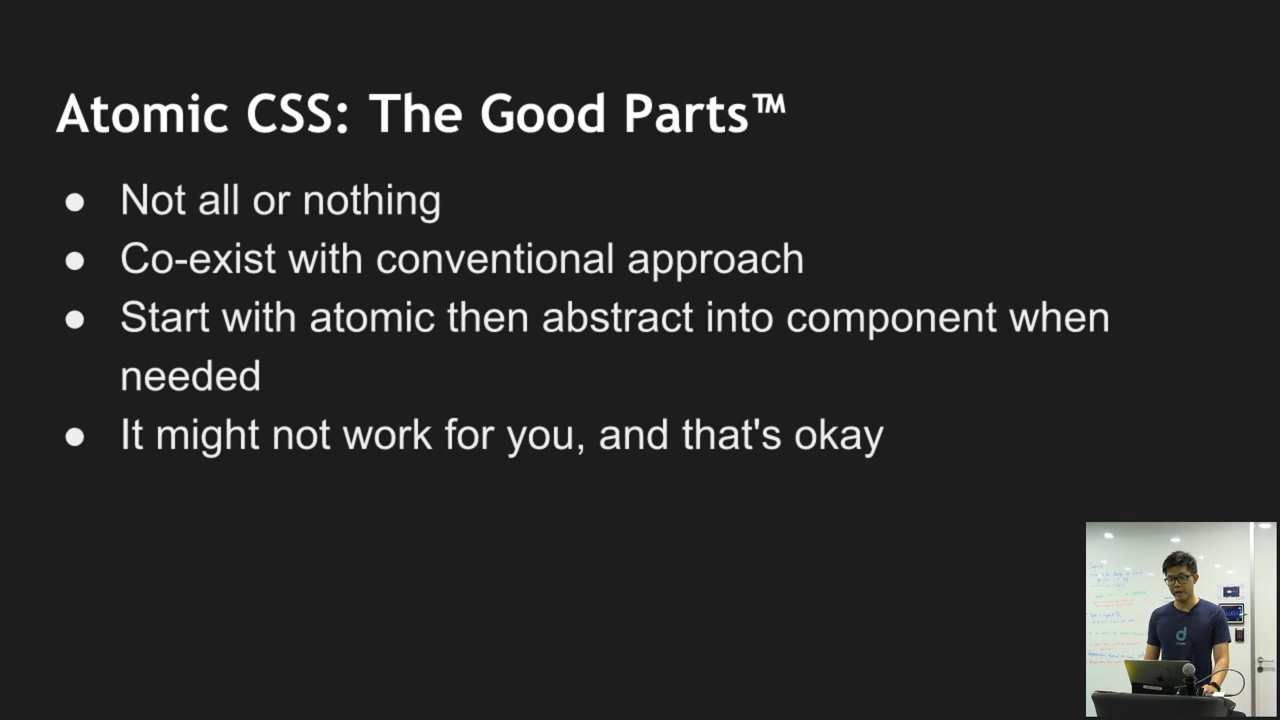 Atomic CSS: The Good Parts™
● Not all or nothing
● Co-exist with conventional approach
● Start with atomic then abstract into component when
needed
● It might not work for you, and that's okay